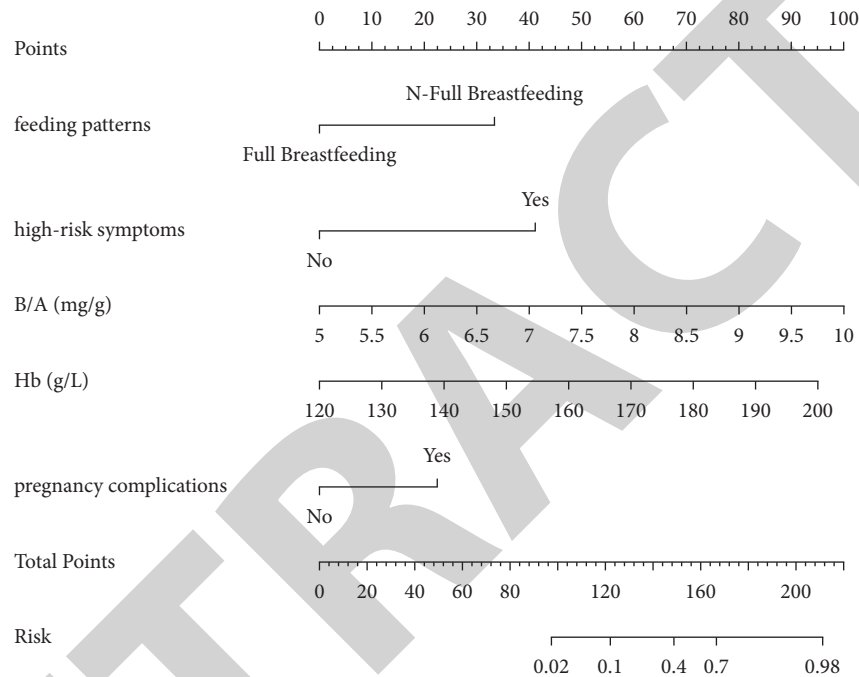 0 10 20 30 40 50 60 70 80 90 100
Points
N-Full Breastfeeding
feeding patterns
Full Breastfeeding
Yes
high-risk symptoms
No
B/A (mg/g)
5 5.5 6 6.5 7 7.5 8 8.5 9 9.5 10
Hb (g/L)
120 130 140 150 160 170 180 190 200
Yes
pregnancy complications
No
Total Points
0 20 40 60 80 120 160 200
Risk
0.02 0.1 0.4 0.7 0.98
TRACT